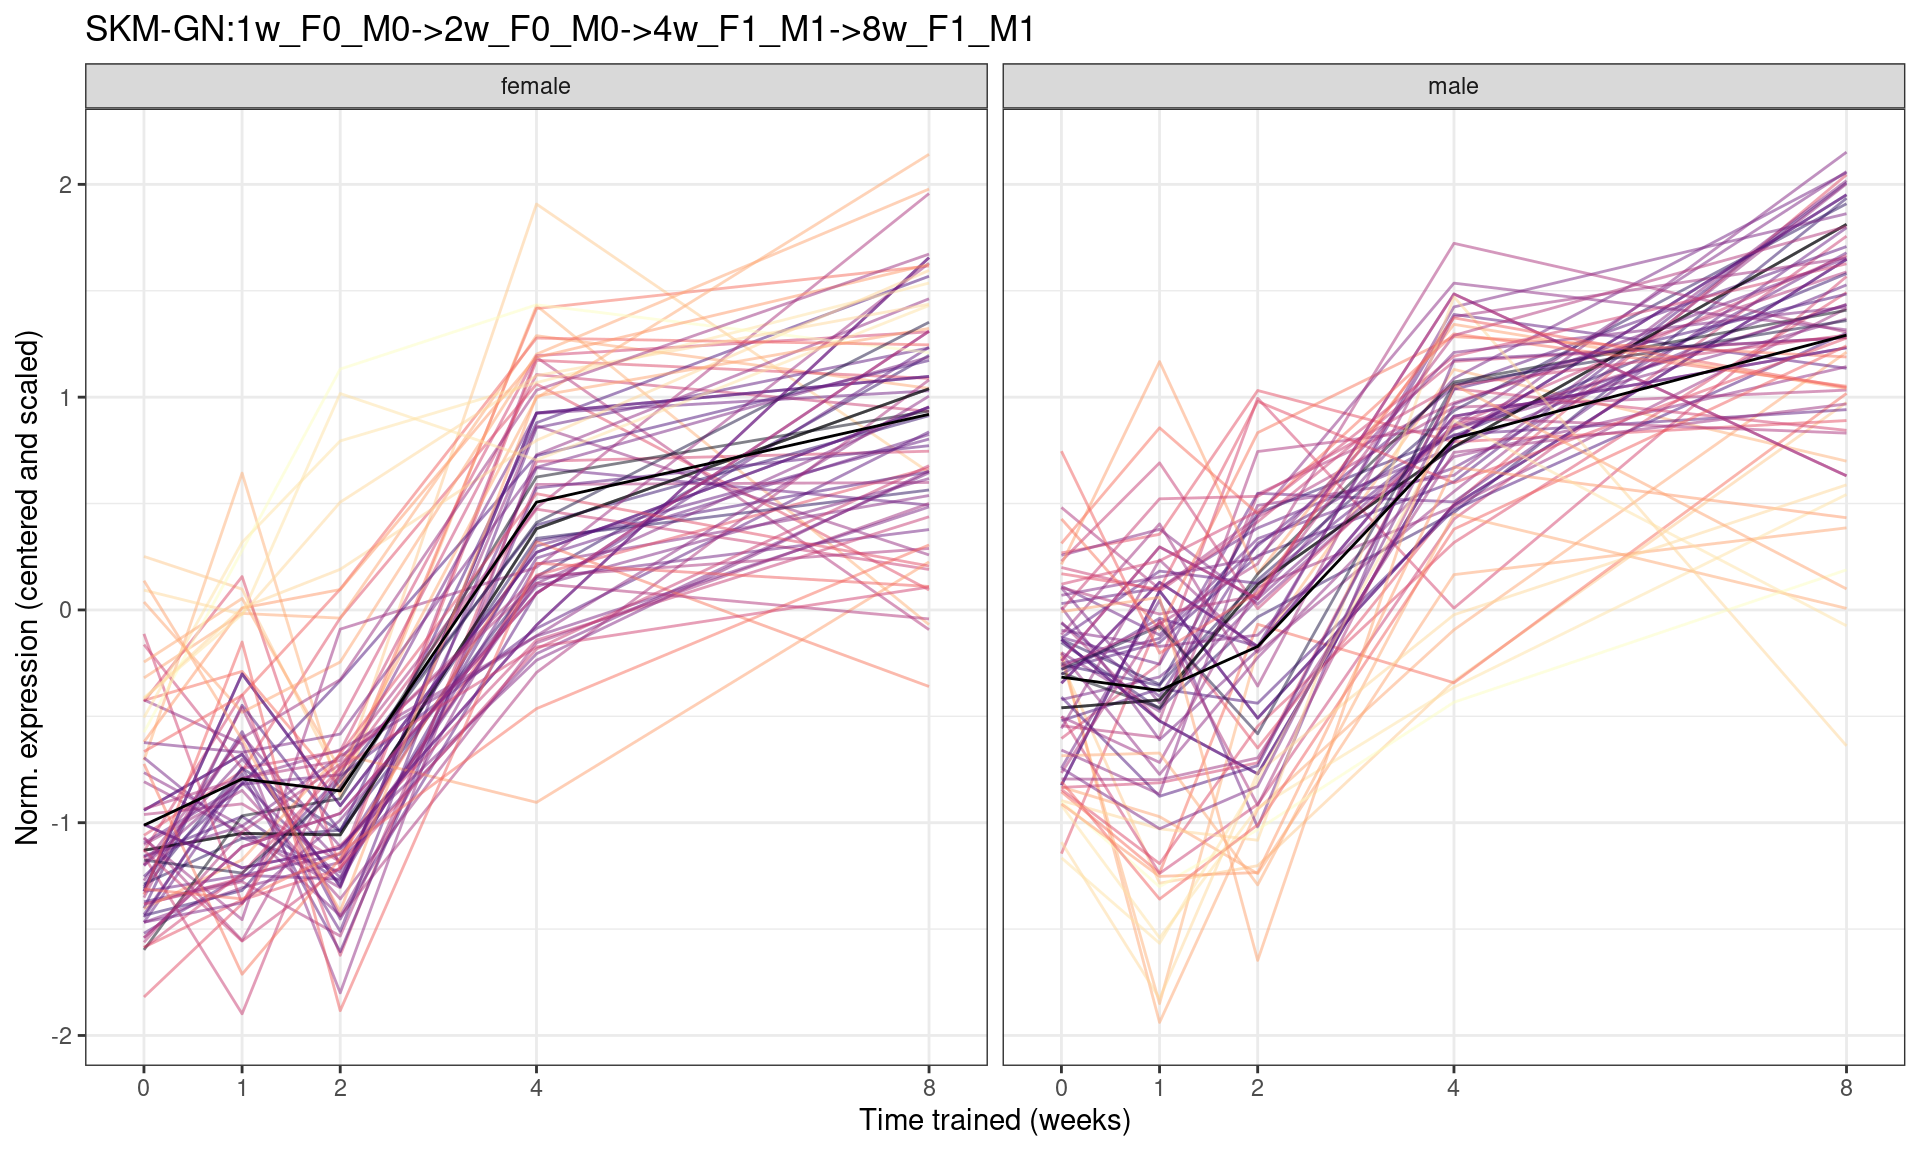 SKM-GN:1w_F0_M0->2w_F0_M0->4w_F1_M1->8w_F1_M1
female
male
Norm. expression (centered and scaled)
2
1
0
-1
-2
0 1 2 4 8
0 1 2 4 8
Time trained (weeks)